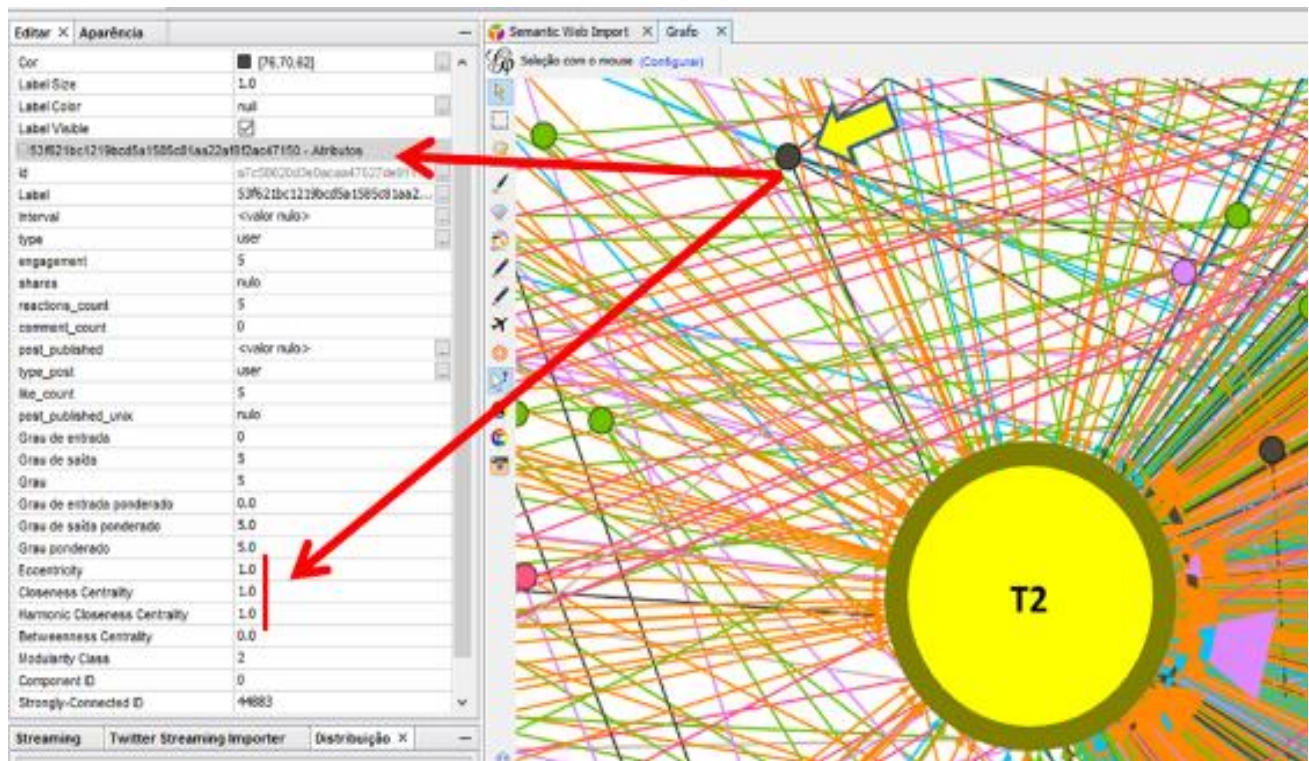 Editar × Aparência
Semantic Web Import × Grafo ×
Seleção com o mouse (Configurar)
Cor [76,70,62]
Label Size 1.0
Label Color null
Label Visible
- Atributos
id
Label
Interval <valor nulo>
type user
engagement 5
shares nulo
reactions_count 5
comment_count 0
post_published <valor nulo>
type_post user
like_count 5
post_published_unix nulo
Grau de entrada 0
Grau de saída 5
Grau 5
Grau de entrada ponderado 0.0
Grau de saída ponderado 5.0
Grau ponderado 5.0
Eccentricity 1.0
Closeness Centrality 1.0
Harmonic Closeness Centrality 1.0
Betweenness Centrality 0.0
Modularity Class 2
Component ID 0
Strongly-Connected ID 44883
Streaming Twitter Streaming Importer Distribuição ×
T2